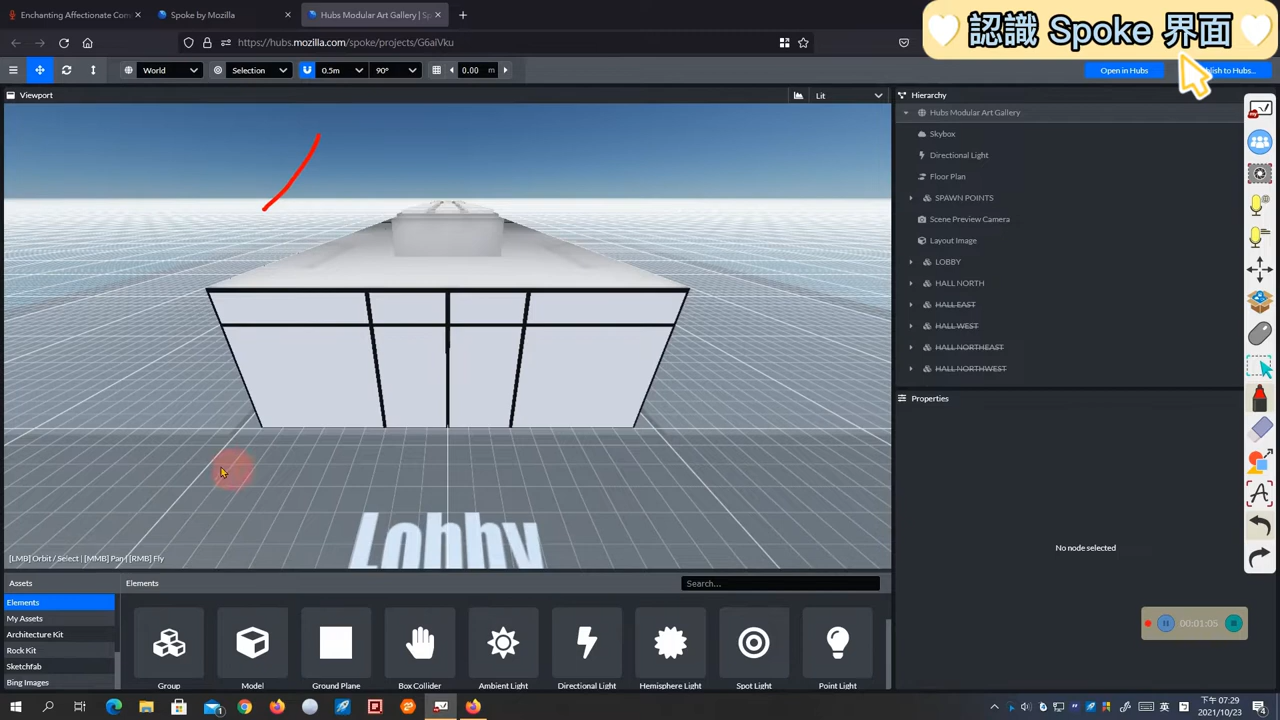 Enchanting Affectionate Com
Spoke by Mozilla
Hubs Modular Art Gallery | Sp
認識 Spoke 界面
https://hubs.mozilla.com/spoke/projects/
World
Selection
0.5m
90°
0.00 m
Open in Hubs
blish to Hubs...
Viewport
Lit
Hierarchy
Hubs Modular Art Gallery
Skybox
Directional Light
Floor Plan
SPAWN POINTS
Scene Preview Camera
Layout Image
LOBBY
HALL NORTH
HALL EAST
HALL WEST
HALL NORTHEAST
HALL NORTHWEST
Properties
No node selected
Lobby
[LMB] Orbit / Select | [MMB] Pan | [RMB] Fly
Assets
Elements
Search...
Elements
My Assets
Architecture Kit
Rock Kit
Sketchfab
Bing Images
Group
Model
Ground Plane
Box Collider
Ambient Light
Directional Light
Hemisphere Light
Spot Light
Point Light
00:01:05
下午 07:29
2021/10/23